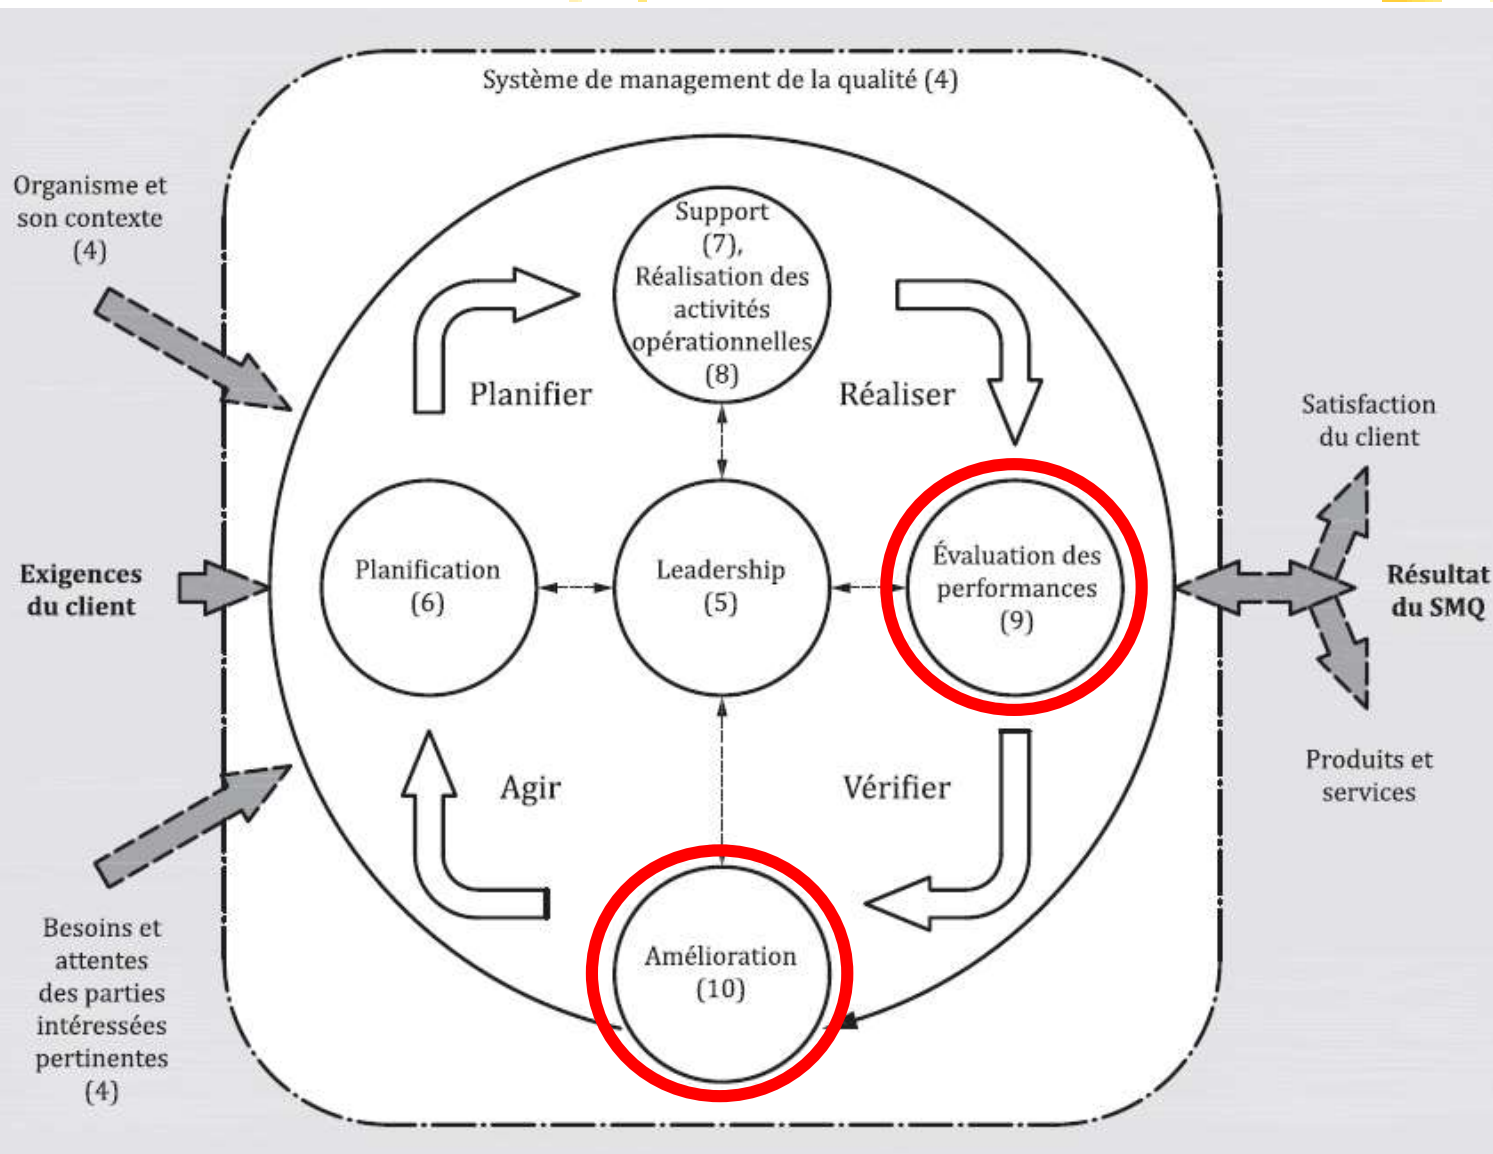 Système de management de la qualité (4)
Organisme et
son contexte
(4)
Support
(7),
Réalisation des
activités
opérationnelles
(8)
Planifier
Réaliser
Satisfaction
du client
Exigences
du client
Planification
(6)
Leadership
(5)
Évaluation des
performances
(9)
Résultat
du SMQ
Agir
Vérifier
Produits et
services
Besoins et
attentes
des parties
intéressées
pertinentes
(4)
Amélioration
(10)